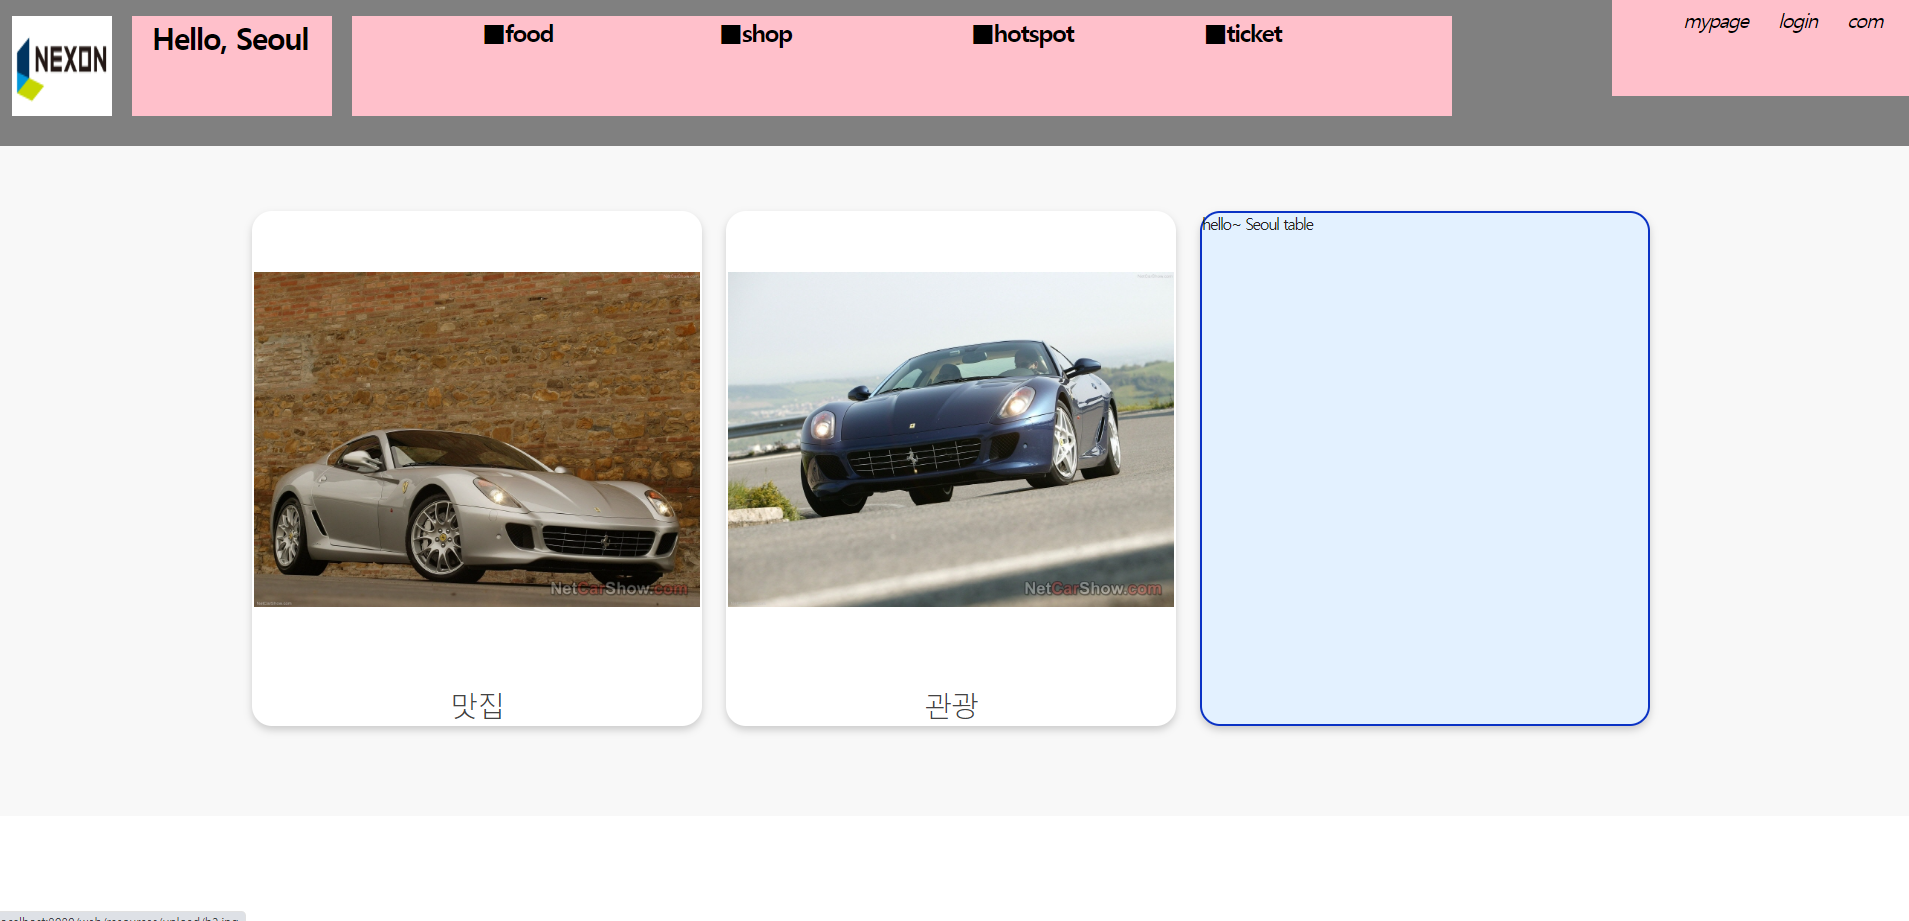 NEXON
Hello, Seoul
■food
■shop
■hotspot
■ticket
mypage
login
com
hello~ Seoul table
NetCarShow.com
NetCarShow.com
맛집
관광